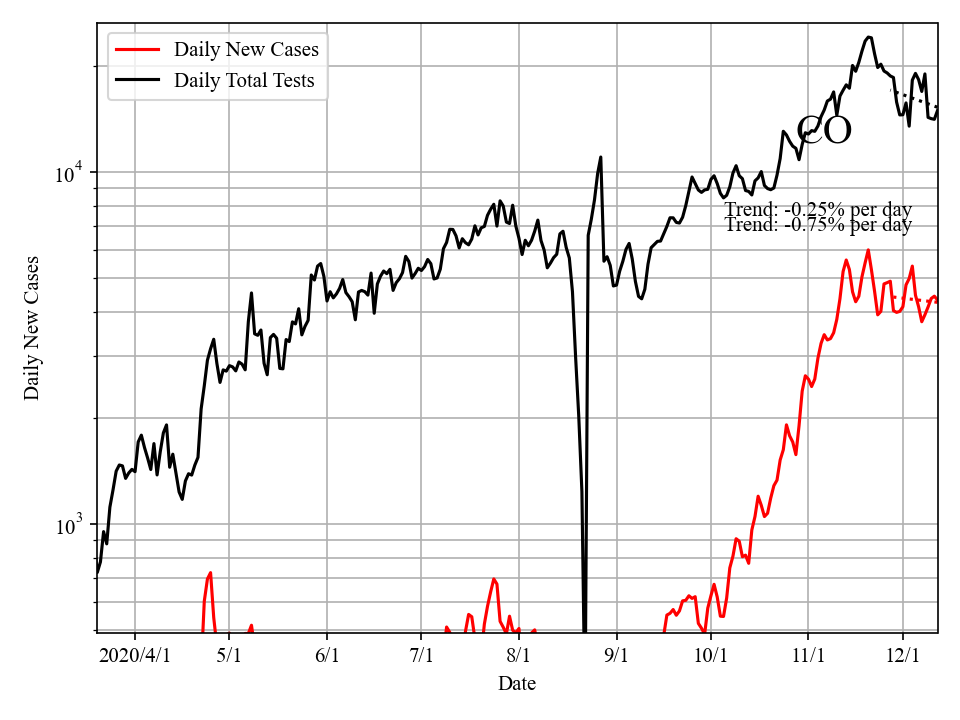 Daily New Cases
Daily Total Tests
CO
Trend: -0.25% per day
Trend: -0.75% per day
10^4
10^3
Daily New Cases
2020/4/1 5/1 6/1 7/1 8/1 9/1 10/1 11/1 12/1
Date